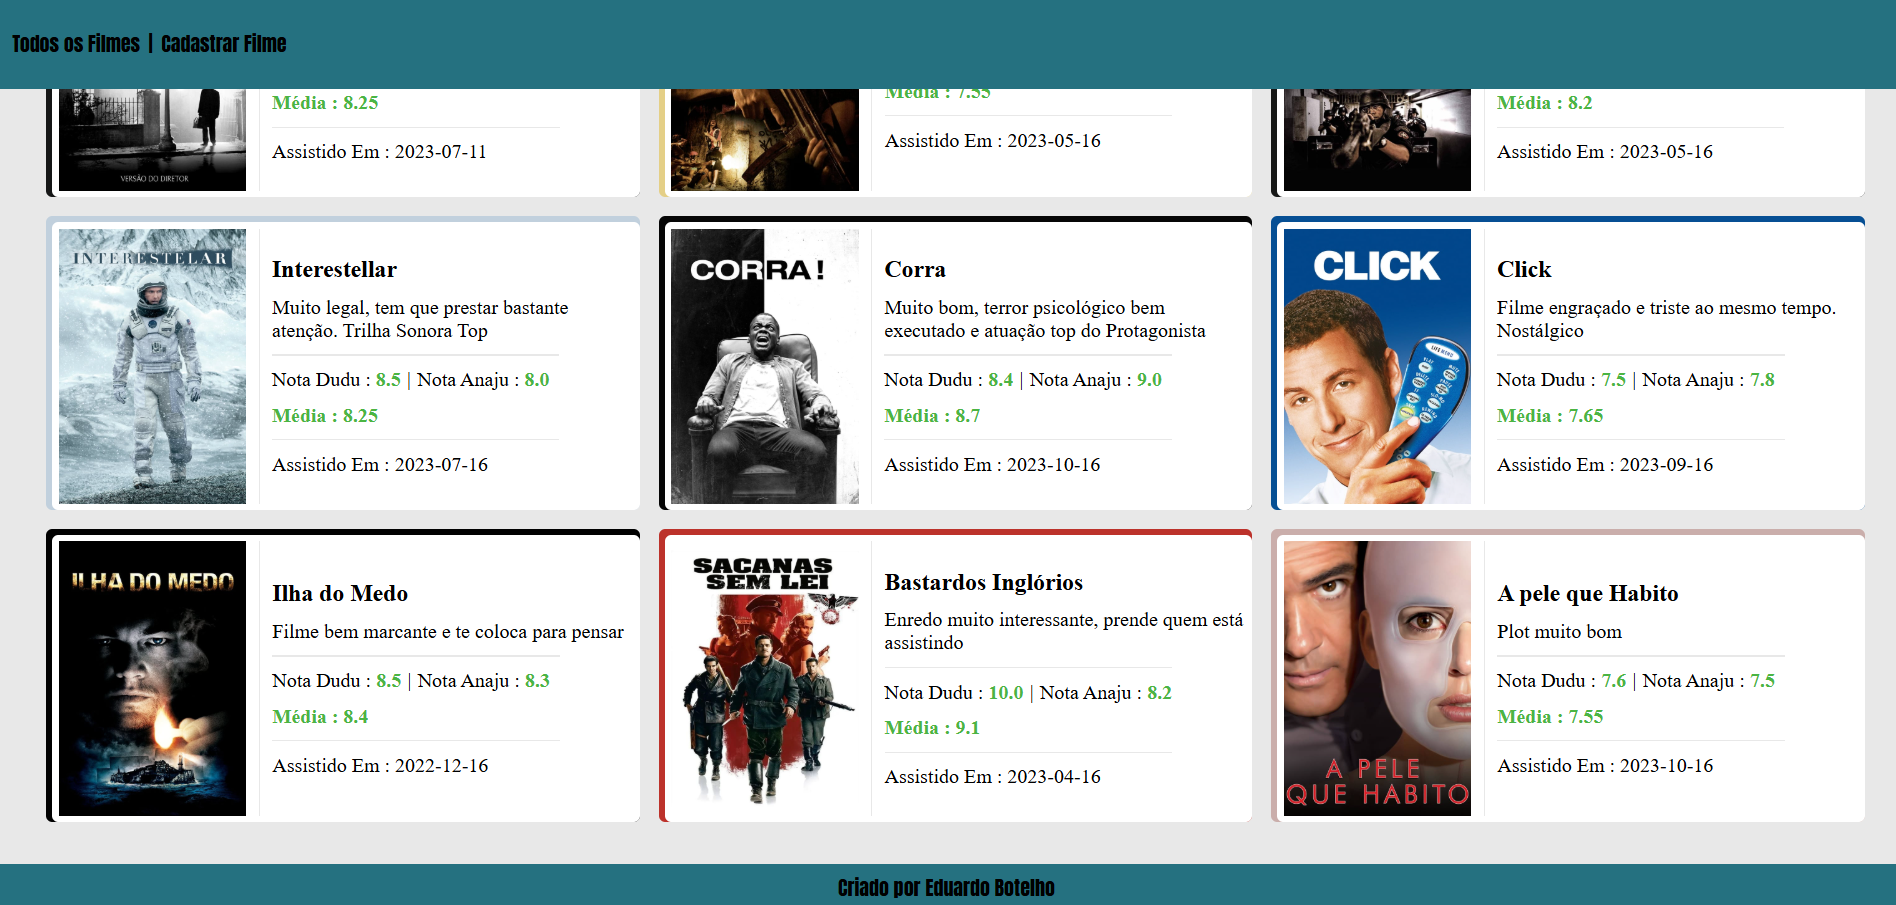 Todos os Filmes | Cadastrar Filme
Média : 8.25
Assistido Em : 2023-07-11
VERSÃO DO DIRETOR
Média : 7.55
Assistido Em : 2023-05-16
Média : 8.2
Assistido Em : 2023-05-16
INTERESTELAR
Interestellar
Muito legal, tem que prestar bastante
atenção. Trilha Sonora Top
Nota Dudu : 8.5 | Nota Anaju : 8.0
Média : 8.25
Assistido Em : 2023-07-16
CORRA!
Corra
Muito bom, terror psicológico bem
executado e atuação top do Protagonista
Nota Dudu : 8.4 | Nota Anaju : 9.0
Média : 8.7
Assistido Em : 2023-10-16
CLICK
Click
Filme engraçado e triste ao mesmo tempo.
Nostálgico
Nota Dudu : 7.5 | Nota Anaju : 7.8
Média : 7.65
Assistido Em : 2023-09-16
ILHA DO MEDO
Ilha do Medo
Filme bem marcante e te coloca para pensar
Nota Dudu : 8.5 | Nota Anaju : 8.3
Média : 8.4
Assistido Em : 2022-12-16
SACANAS
SEM LEI
Bastardos Inglórios
Enredo muito interessante, prende quem está
assistindo
Nota Dudu : 10.0 | Nota Anaju : 8.2
Média : 9.1
Assistido Em : 2023-04-16
A PELE
QUE HABITO
A pele que Habito
Plot muito bom
Nota Dudu : 7.6 | Nota Anaju : 7.5
Média : 7.55
Assistido Em : 2023-10-16
Criado por Eduardo Botelho